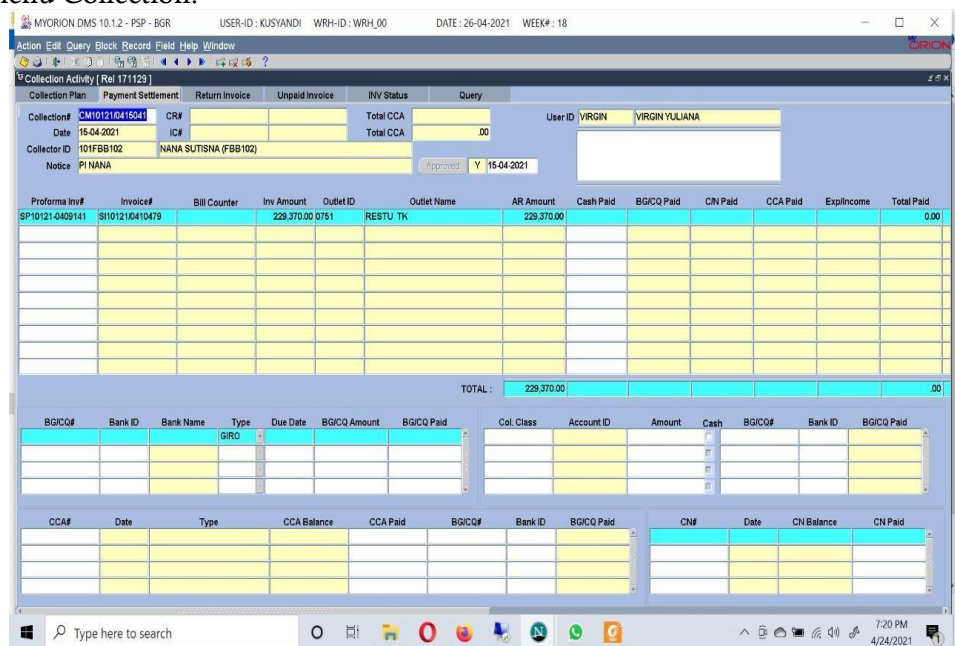 menu Collection.
MYORION DMS 10.1.2 - PSP - BGR USER-ID : KUSYANDI WRH-ID : WRH_00 DATE : 26-04-2021 WEEK# : 18
Action Edit Query Block Record Field Help Window
MY ORION
Collection Activity [ Rel 171129 ]
Collection Plan Payment Settlement Return Invoice Unpaid Invoice INV Status Query
Collection# CM10121/0415041 CR# Total CCA User ID VIRGIN VIRGIN YULIANA
Date 15-04-2021 IC# Total CCA .00
Collector ID 101FBB102 NANA SUTISNA (FBB102)
Notice PI NANA Approved Y 15-04-2021
Proforma Inv# Invoice# Bill Counter Inv Amount Outlet ID Outlet Name AR Amount Cash Paid BG/CQ Paid C/N Paid CCA Paid Exp/Income Total Paid
SP10121-0409141 SI10121/0410479 229,370.00 0751 RESTU TK 229,370.00 0.00
TOTAL : 229,370.00 .00
BG/CQ# Bank ID Bank Name Type Due Date BG/CQ Amount BG/CQ Paid Col. Class Account ID Amount Cash BG/CQ# Bank ID BG/CQ Paid
GIRO
CCA# Date Type CCA Balance CCA Paid BG/CQ# Bank ID BG/CQ Paid CN# Date CN Balance CN Paid
Type here to search
7:20 PM
4/24/2021